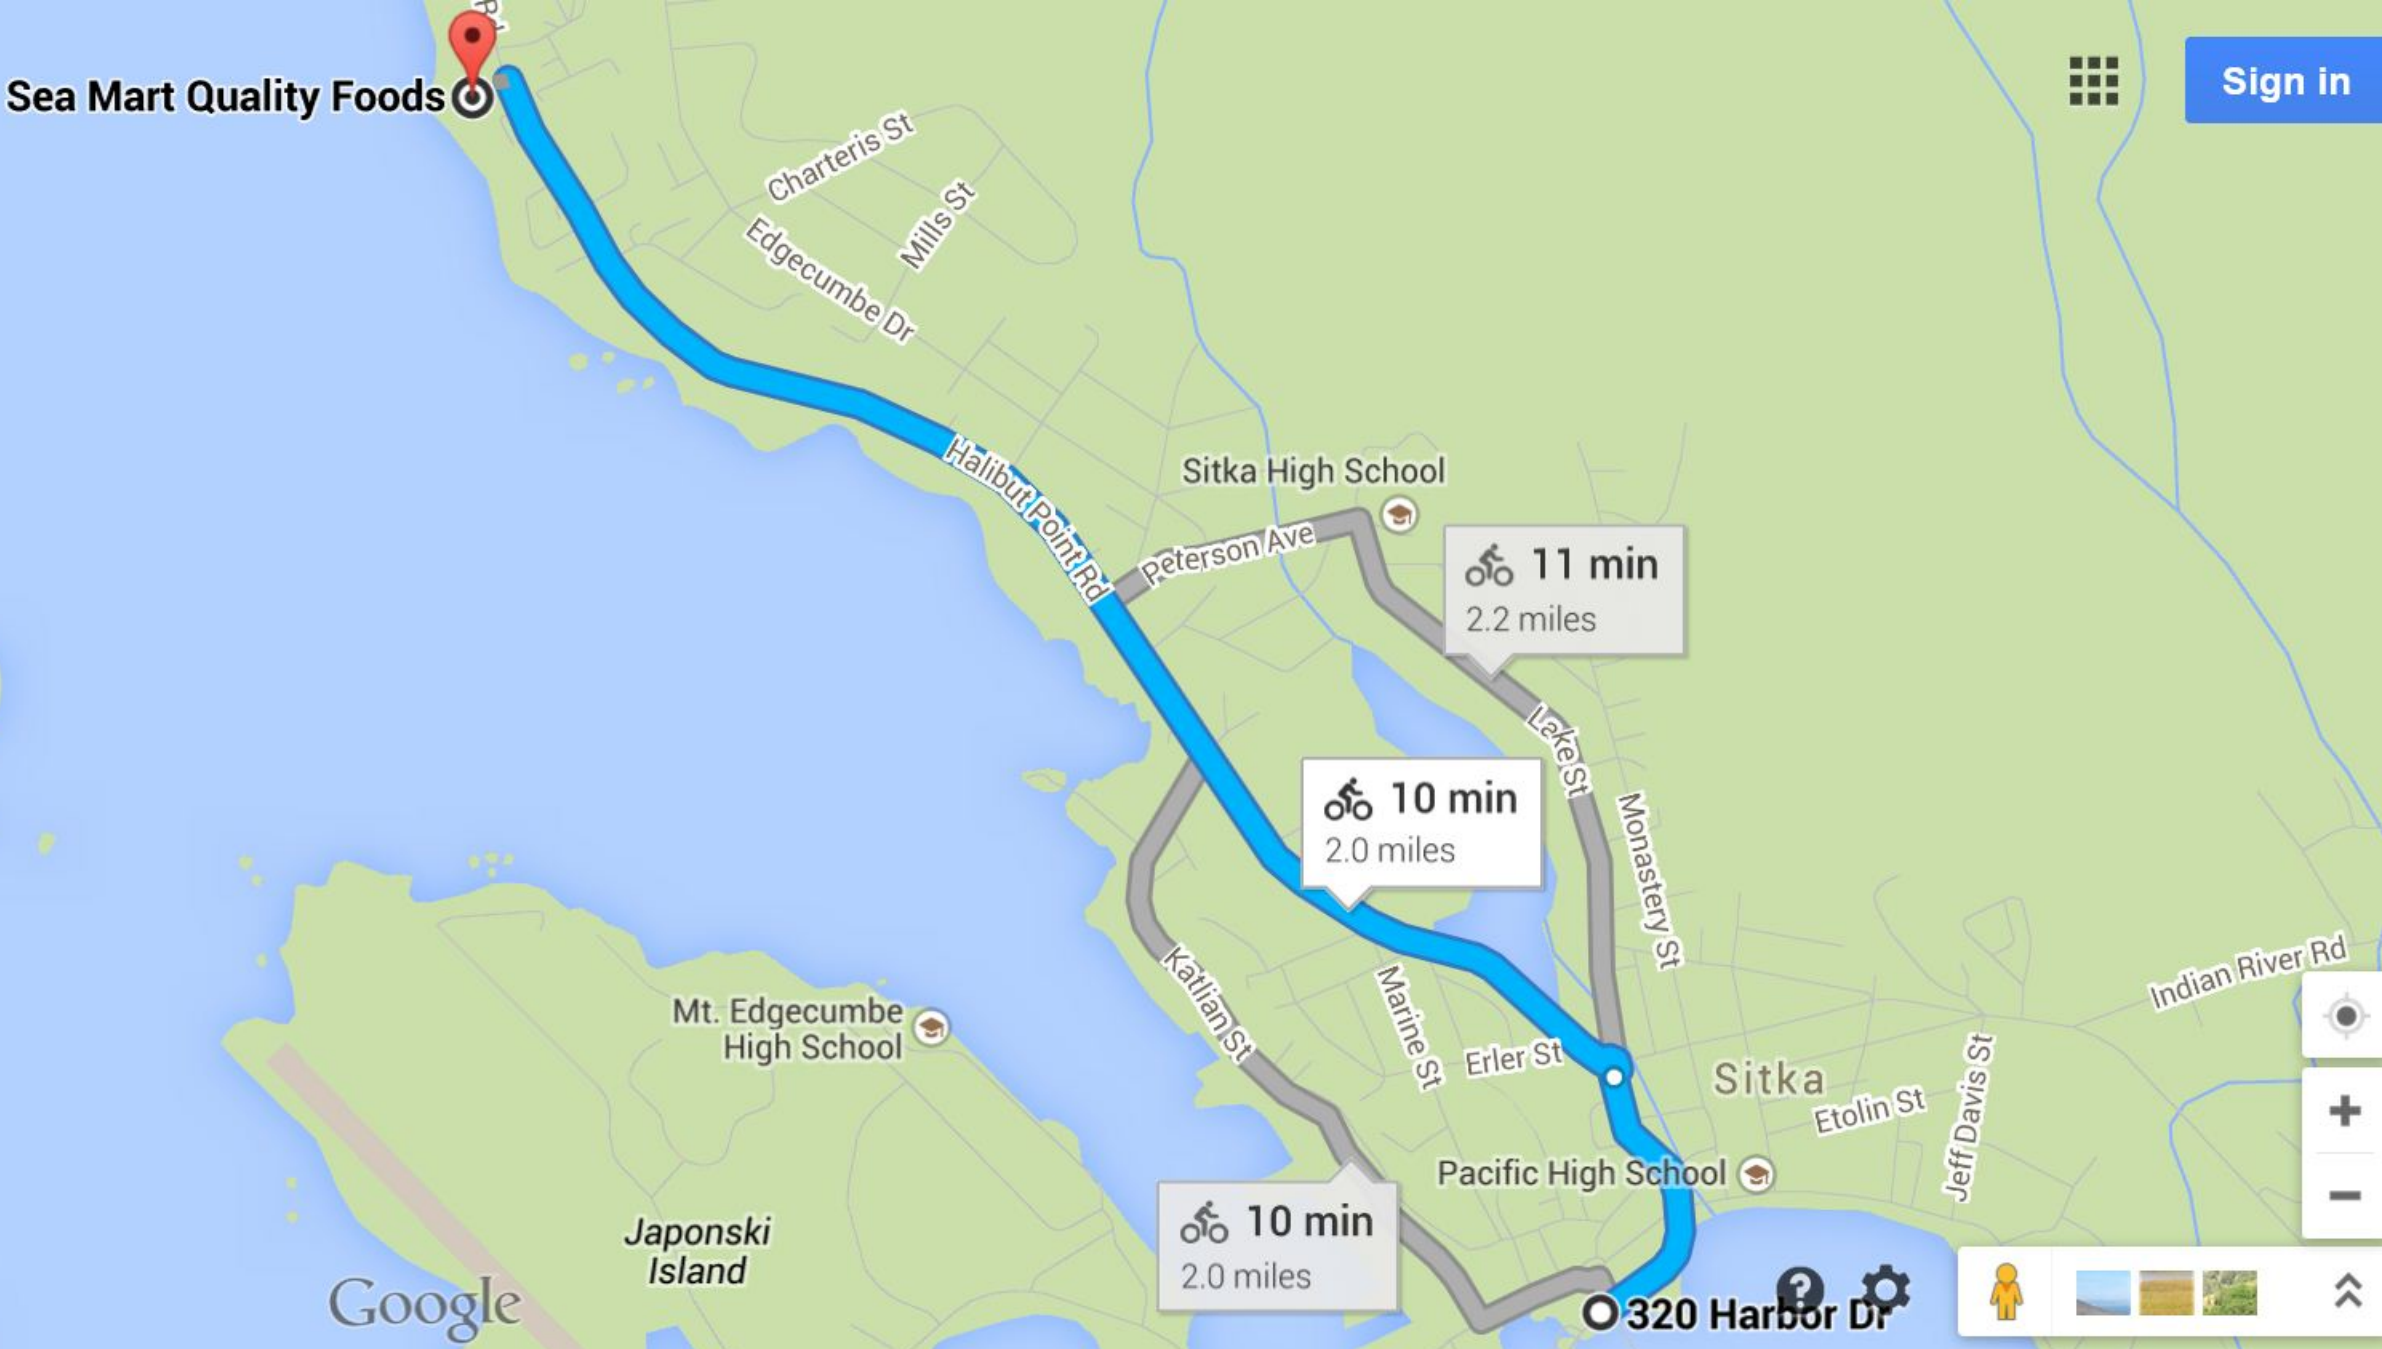 Rd
Sea Mart Quality Foods
Sign in
Charteris St
Mills St
Edgecumbe Dr
Halibut Point Rd
Sitka High School
Peterson Ave
11 min
2.2 miles
Lake St
10 min
2.0 miles
Monastery St
Katlian St
Marine St
Erler St
Indian River Rd
Mt. Edgecumbe
High School
Sitka
Etolin St
Jeff Davis St
Pacific High School
10 min
2.0 miles
Japonski
Island
Google
320 Harbor Dr